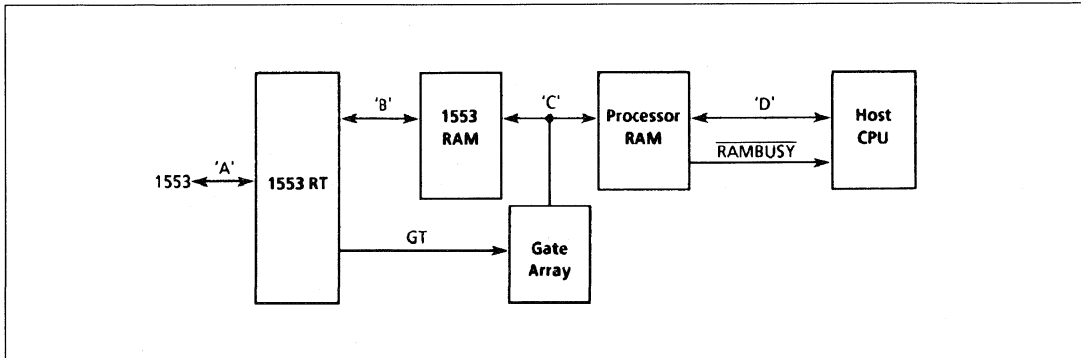 1553
'A'
1553 RT
'B'
1553
RAM
'C'
Processor
RAM
'D'
RAMBUSY
Host
CPU
GT
Gate
Array